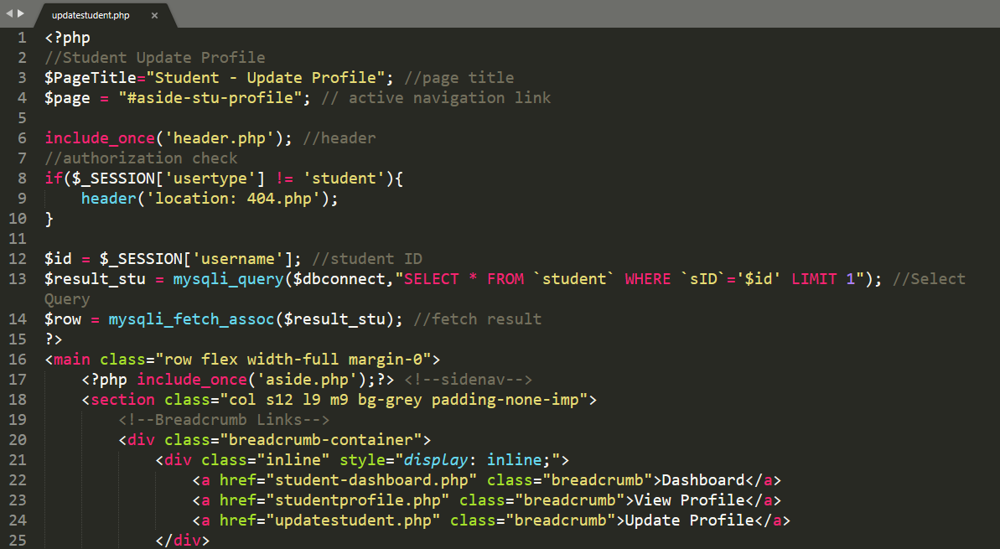 updatestudent.php ×
1 <?php
2 //Student Update Profile
3 $PageTitle="Student - Update Profile"; //page title
4 $page = "#aside-stu-profile"; // active navigation link
5
6 include_once('header.php'); //header
7 //authorization check
8 if($_SESSION['usertype'] != 'student'){
9     header('location: 404.php');
10 }
11
12 $id = $_SESSION['username']; //student ID
13 $result_stu = mysqli_query($dbconnect,"SELECT * FROM `student` WHERE `sID`='$id' LIMIT 1"); //Select
Query
14 $row = mysqli_fetch_assoc($result_stu); //fetch result
15 ?>
16 <main class="row flex width-full margin-0">
17     <?php include_once('aside.php');?> <!--sidenav-->
18     <section class="col s12 l9 m9 bg-grey padding-none-imp">
19         <!--Breadcrumb Links-->
20         <div class="breadcrumb-container">
21             <div class="inline" style="display: inline;">
22                 <a href="student-dashboard.php" class="breadcrumb">Dashboard</a>
23                 <a href="studentprofile.php" class="breadcrumb">View Profile</a>
24                 <a href="updatestudent.php" class="breadcrumb">Update Profile</a>
25             </div>